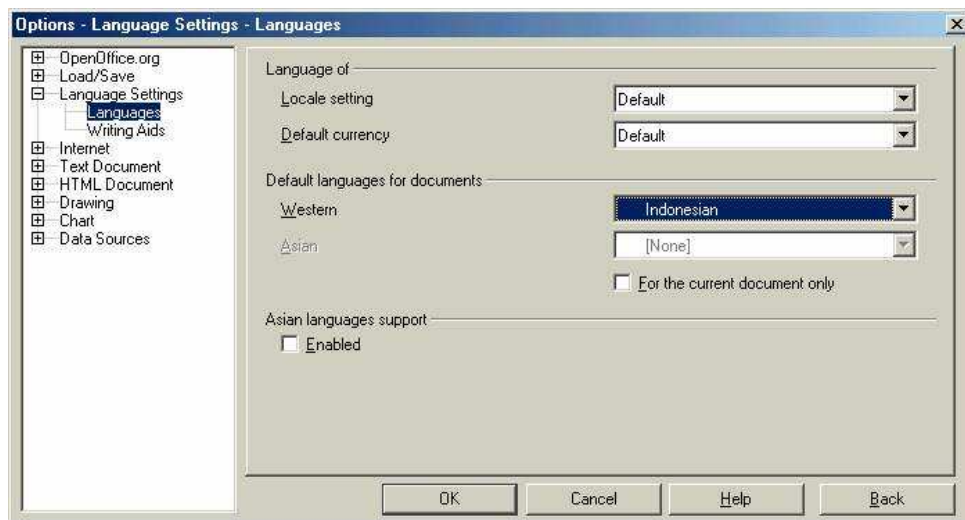 Options - Language Settings - Languages
OpenOffice.org
Load/Save
Language Settings
Languages
Writing Aids
Internet
Text Document
HTML Document
Drawing
Chart
Data Sources
Language of
Locale setting Default
Default currency Default
Default languages for documents
Western Indonesian
Asian [None]
For the current document only
Asian languages support
Enabled
OK Cancel Help Back